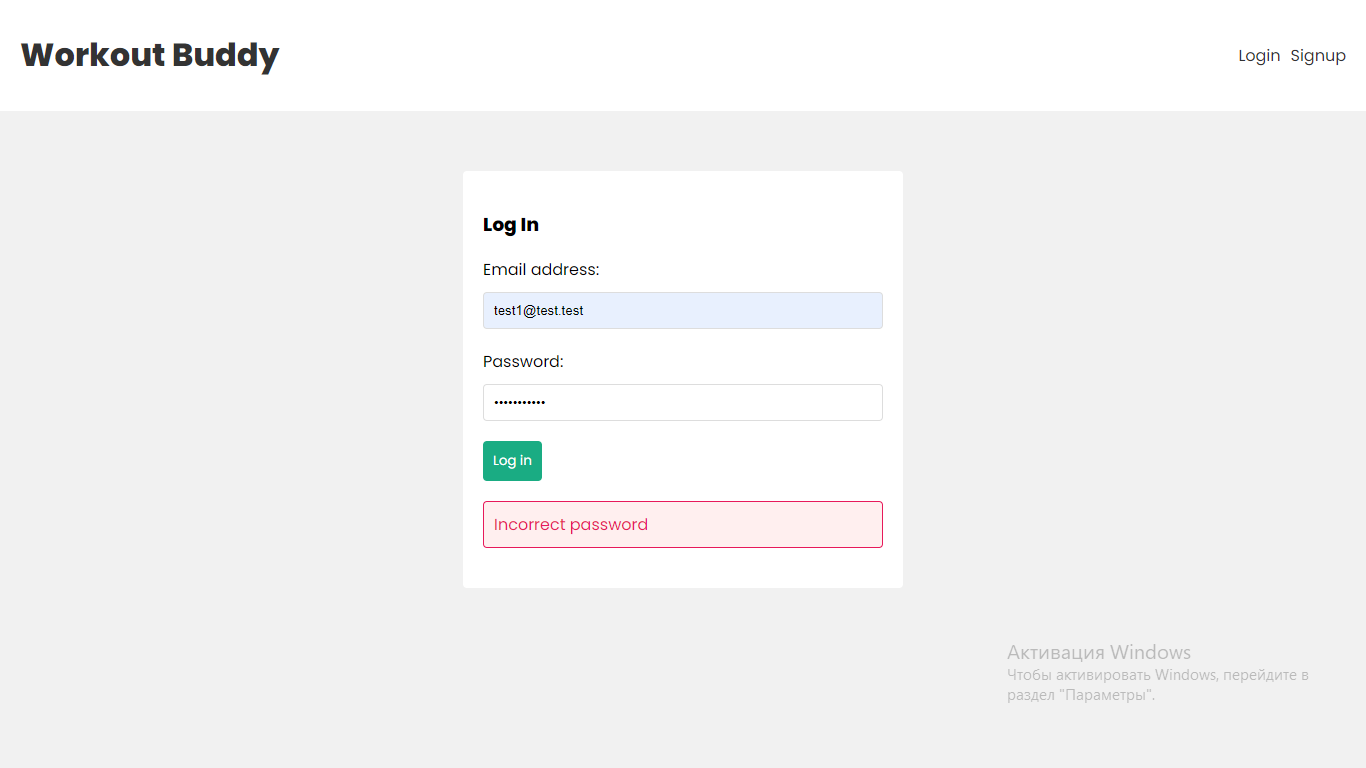 Workout Buddy
Login Signup
Log In
Email address:
test1@test.test
Password:
•••••••••••
Log in
Incorrect password
Активация Windows
Чтобы активировать Windows, перейдите в
раздел "Параметры".